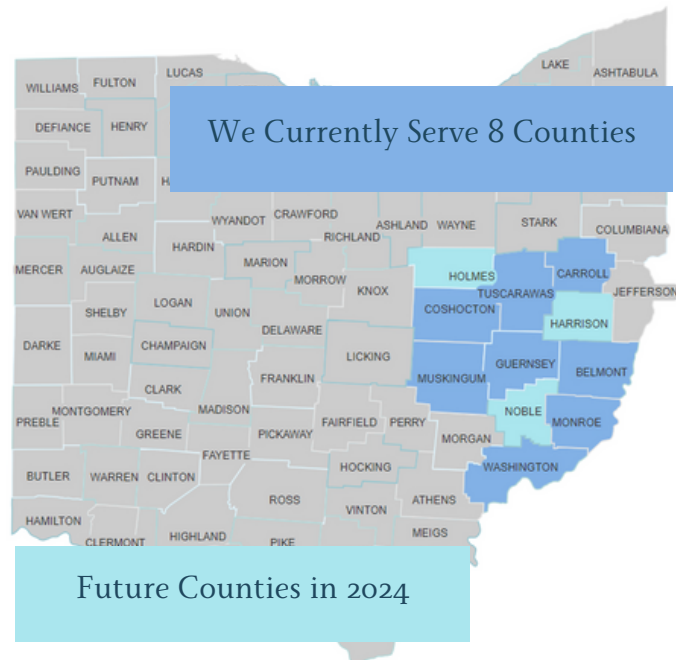 LAKE
LUCAS
ASHTABULA
FULTON
WILLIAMS
We Currently Serve 8 Counties
DEFIANCE
HENRY
PAULDING
PUTNAM
VAN WERT
WYANDOT
CRAWFORD
ASHLAND
WAYNE
STARK
COLUMBIANA
ALLEN
RICHLAND
HARDIN
MERCER
AUGLAIZE
MARION
MORROW
HOLMES
CARROLL
KNOX
TUSCARAWAS
JEFFERSON
LOGAN
SHELBY
UNION
COSHOCTON
HARRISON
DELAWARE
DARKE
CHAMPAIGN
MIAMI
LICKING
GUERNSEY
BELMONT
FRANKLIN
MUSKINGUM
CLARK
MADISON
MONTGOMERY
PREBLE
FAIRFIELD
PERRY
NOBLE
MONROE
GREENE
PICKAWAY
MORGAN
FAYETTE
HOCKING
WASHINGTON
BUTLER
WARREN
CLINTON
ROSS
VINTON
ATHENS
HAMILTON
CLERMONT
HIGHLAND
PIKE
MEIGS
Future Counties in 2024